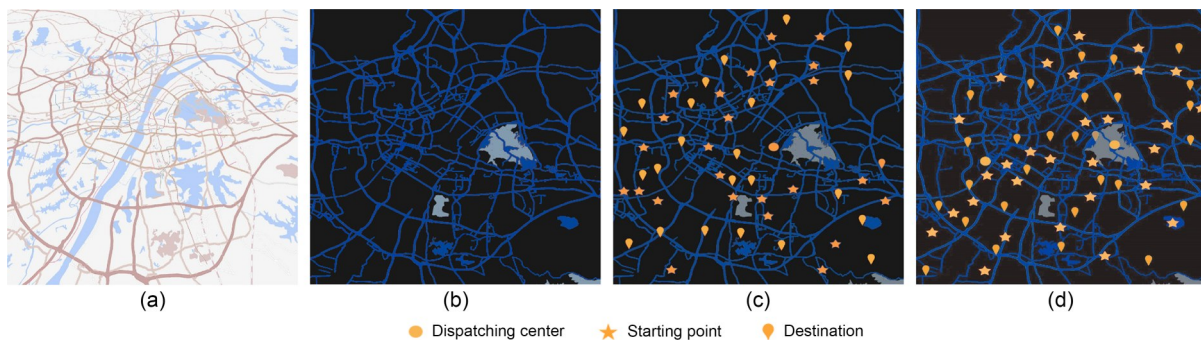 (a) (b) (c) (d)
Dispatching center Starting point Destination